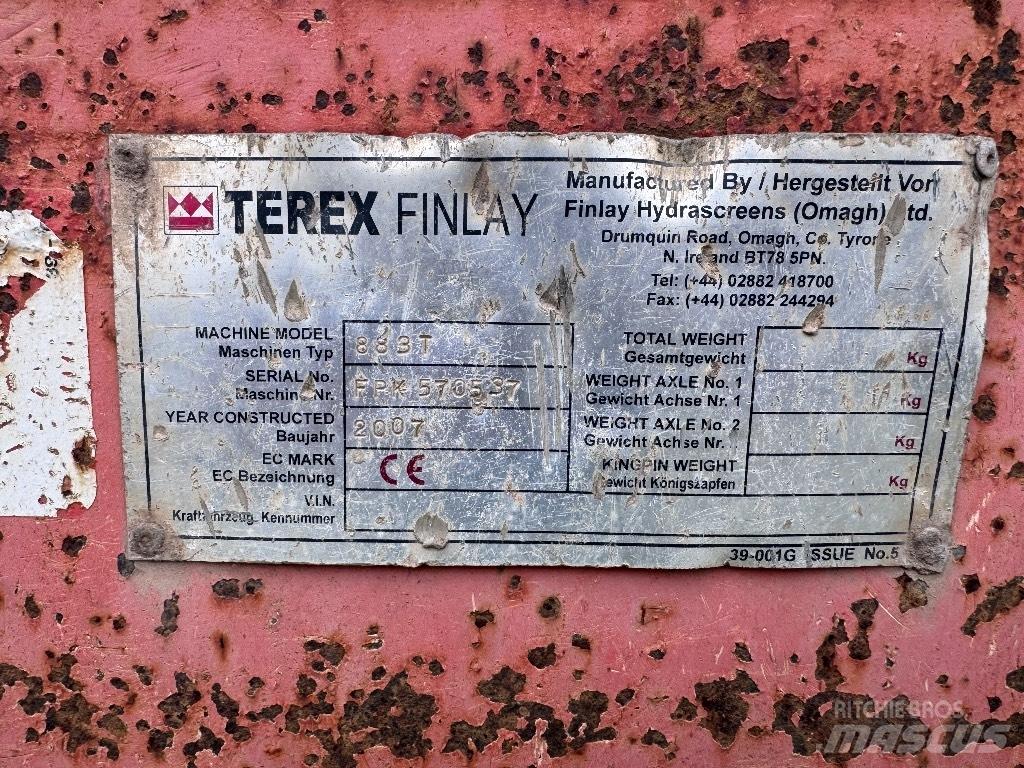 TEREX FINLAY
Manufactured By / Hergestellt Von
Finlay Hydrascreens (Omagh) Ltd.
Drumquin Road, Omagh, Co. Tyrone
N. Ireland BT78 5PN.
Tel: (+44) 02882 418700
Fax: (+44) 02882 244294
MACHINE MODEL
Maschinen Typ
883T
SERIAL No.
Maschine Nr.
FPK 570537
YEAR CONSTRUCTED
Baujahr
2007
EC MARK
EC Bezeichnung
CE
V.I.N.
Kraftfahrzeug. Kennummer
TOTAL WEIGHT
Gesamtgewicht
Kg
WEIGHT AXLE No. 1
Gewicht Achse Nr. 1
Kg
WEIGHT AXLE No. 2
Gewicht Achse Nr.
Kg
KINGPIN WEIGHT
Gewicht Königszapfen
Kg
39-001G ISSUE No.5
RITCHIE BROS.
MASCUS